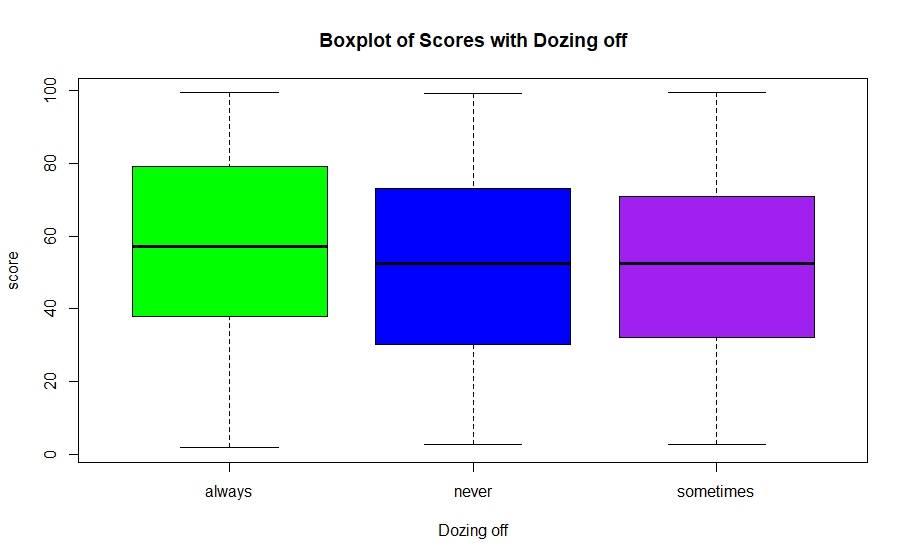 Boxplot of Scores with Dozing off
100
80
60
40
20
0
score
always never sometimes
Dozing off